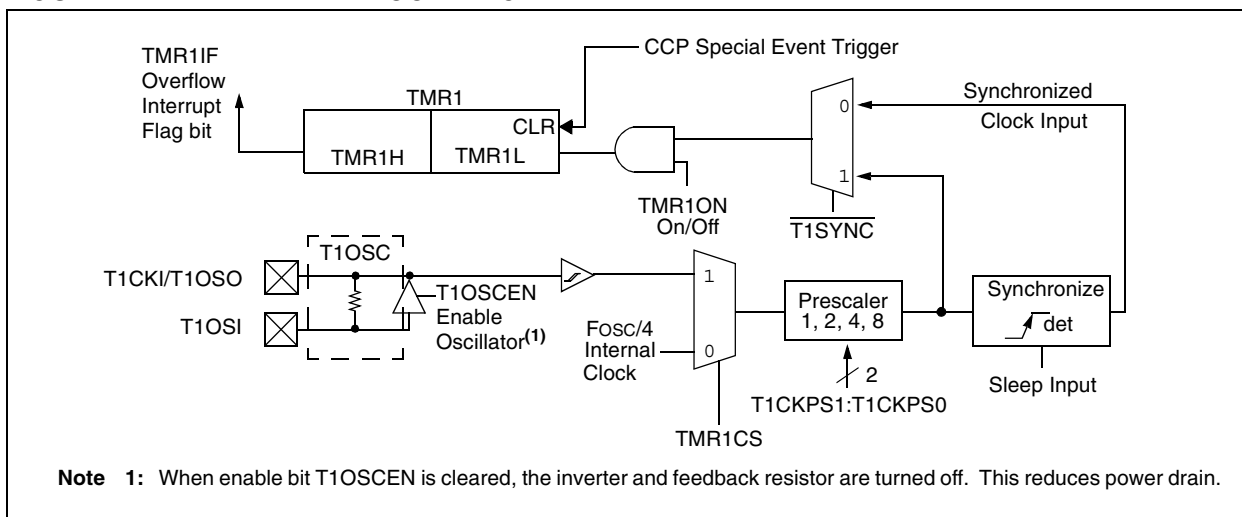 TMR1IF
Overflow
Interrupt
Flag bit
TMR1
CCP Special Event Trigger
CLR
TMR1H
TMR1L
TMR1ON
On/Off
0
1
T1SYNC
Synchronized
Clock Input
T1OSC
T1CKI/T1OSO
T1OSI
T1OSCEN
Enable
Oscillator(1)
FOSC/4
Internal
Clock
1
0
TMR1CS
Prescaler
1, 2, 4, 8
2
T1CKPS1:T1CKPS0
Synchronize
det
Sleep Input
Note 1: When enable bit T1OSCEN is cleared, the inverter and feedback resistor are turned off. This reduces power drain.